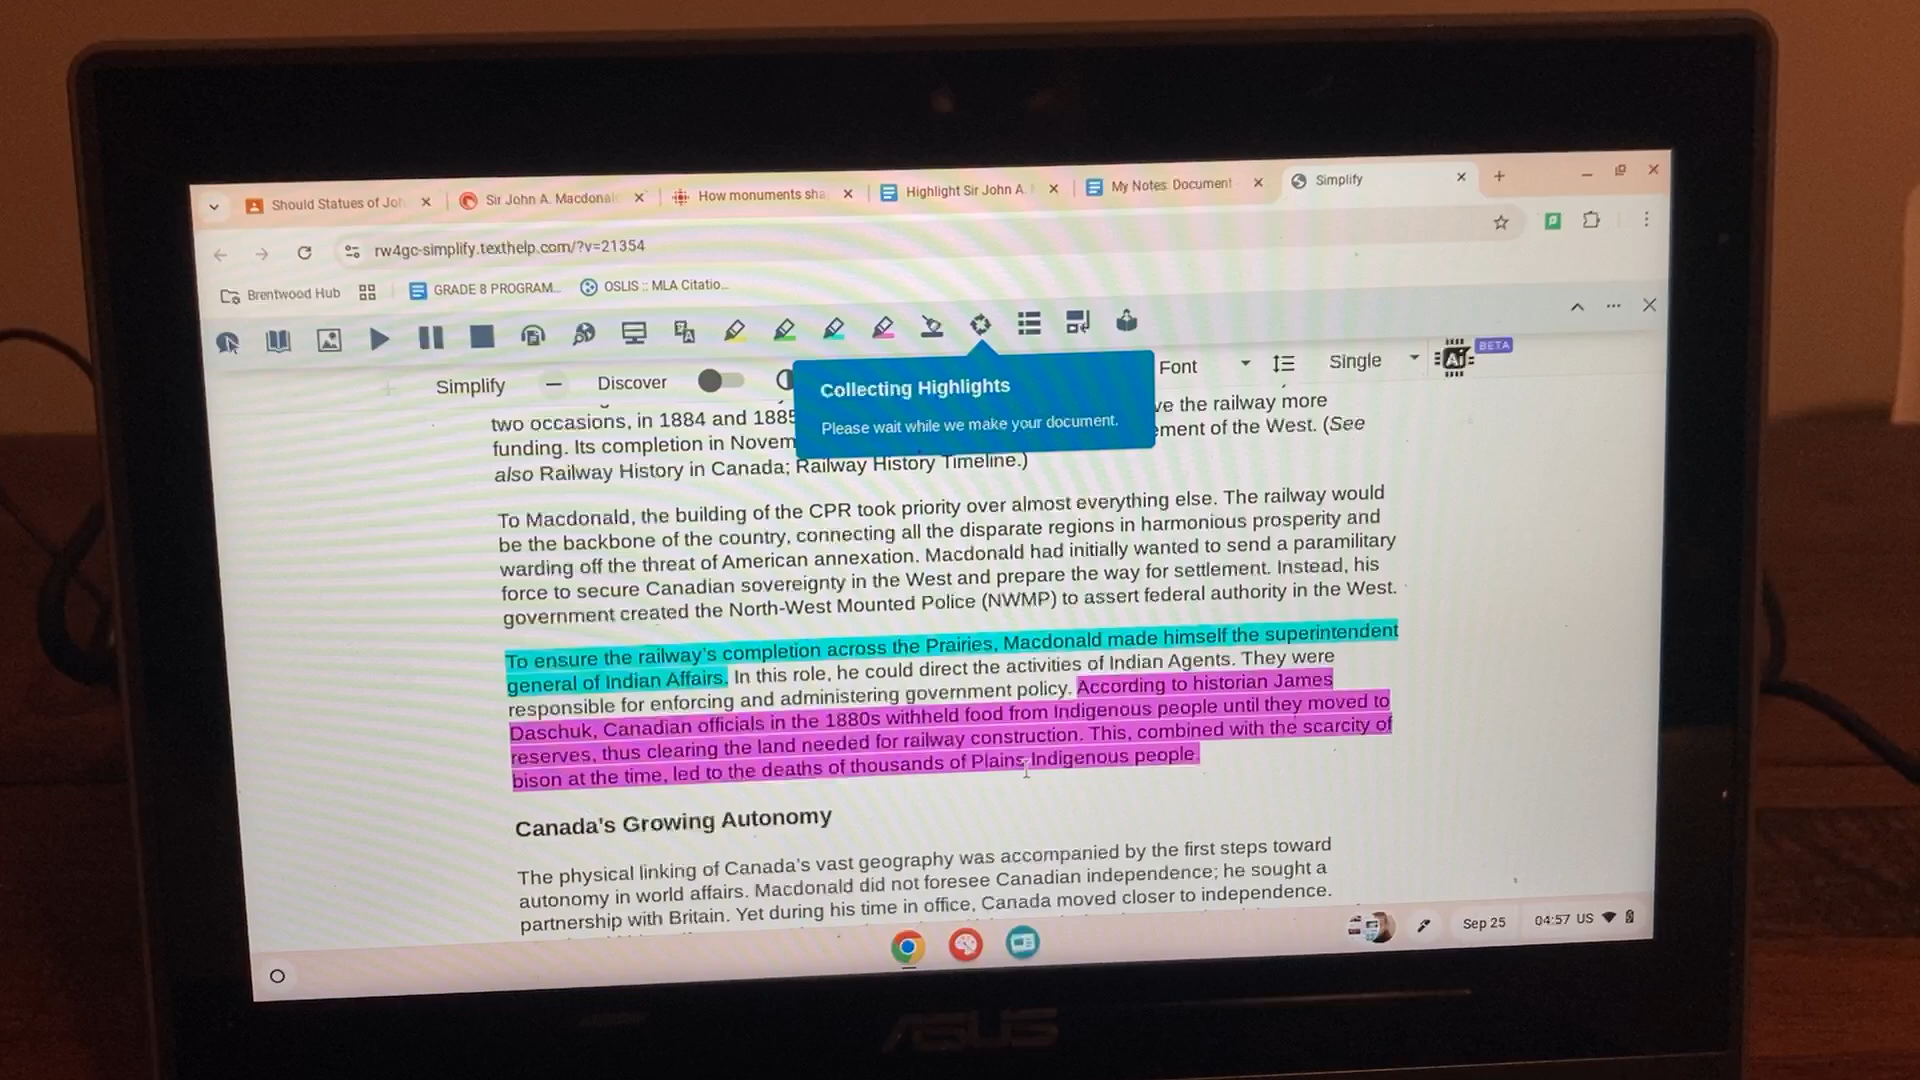 Should Statues of Joh
Sir John A. Macdonal
How monuments sha
Highlight Sir John A.
My Notes: Document
Simplify
rw4gc-simplify.texthelp.com/?v=21354
Brentwood Hub
GRADE 8 PROGRAM...
OSLIS :: MLA Citatio...
Simplify
Discover
Font
Single
Ai
BETA
Collecting Highlights
Please wait while we make your document.
two occasions, in 1884 and 1885 ve the railway more
funding. Its completion in Novem ement of the West. (See
also Railway History in Canada; Railway History Timeline.)
To Macdonald, the building of the CPR took priority over almost everything else. The railway would
be the backbone of the country, connecting all the disparate regions in harmonious prosperity and
warding off the threat of American annexation. Macdonald had initially wanted to send a paramilitary
force to secure Canadian sovereignty in the West and prepare the way for settlement. Instead, his
government created the North-West Mounted Police (NWMP) to assert federal authority in the West.
To ensure the railway's completion across the Prairies, Macdonald made himself the superintendent
general of Indian Affairs. In this role, he could direct the activities of Indian Agents. They were
responsible for enforcing and administering government policy. According to historian James
Daschuk, Canadian officials in the 1880s withheld food from Indigenous people until they moved to
reserves, thus clearing the land needed for railway construction. This, combined with the scarcity of
bison at the time, led to the deaths of thousands of Plains Indigenous people.
Canada's Growing Autonomy
The physical linking of Canada's vast geography was accompanied by the first steps toward
autonomy in world affairs. Macdonald did not foresee Canadian independence; he sought a
partnership with Britain. Yet during his time in office, Canada moved closer to independence.
Sep 25
04:57 US
ASUS